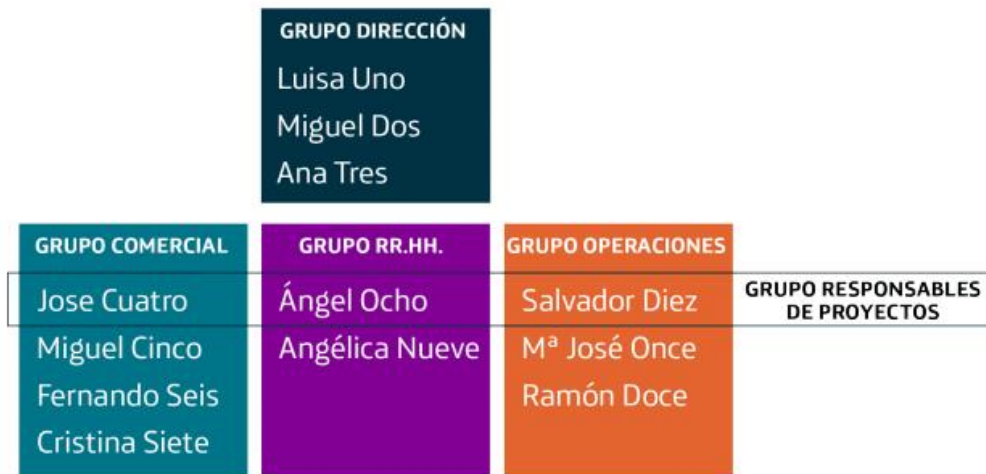 GRUPO DIRECCIÓN
Luisa Uno
Miguel Dos
Ana Tres
GRUPO COMERCIAL
Jose Cuatro
Miguel Cinco
Fernando Seis
Cristina Siete
GRUPO RR.HH.
Ángel Ocho
Angélica Nueve
GRUPO OPERACIONES
Salvador Diez
Mª José Once
Ramón Doce
GRUPO RESPONSABLES
DE PROYECTOS